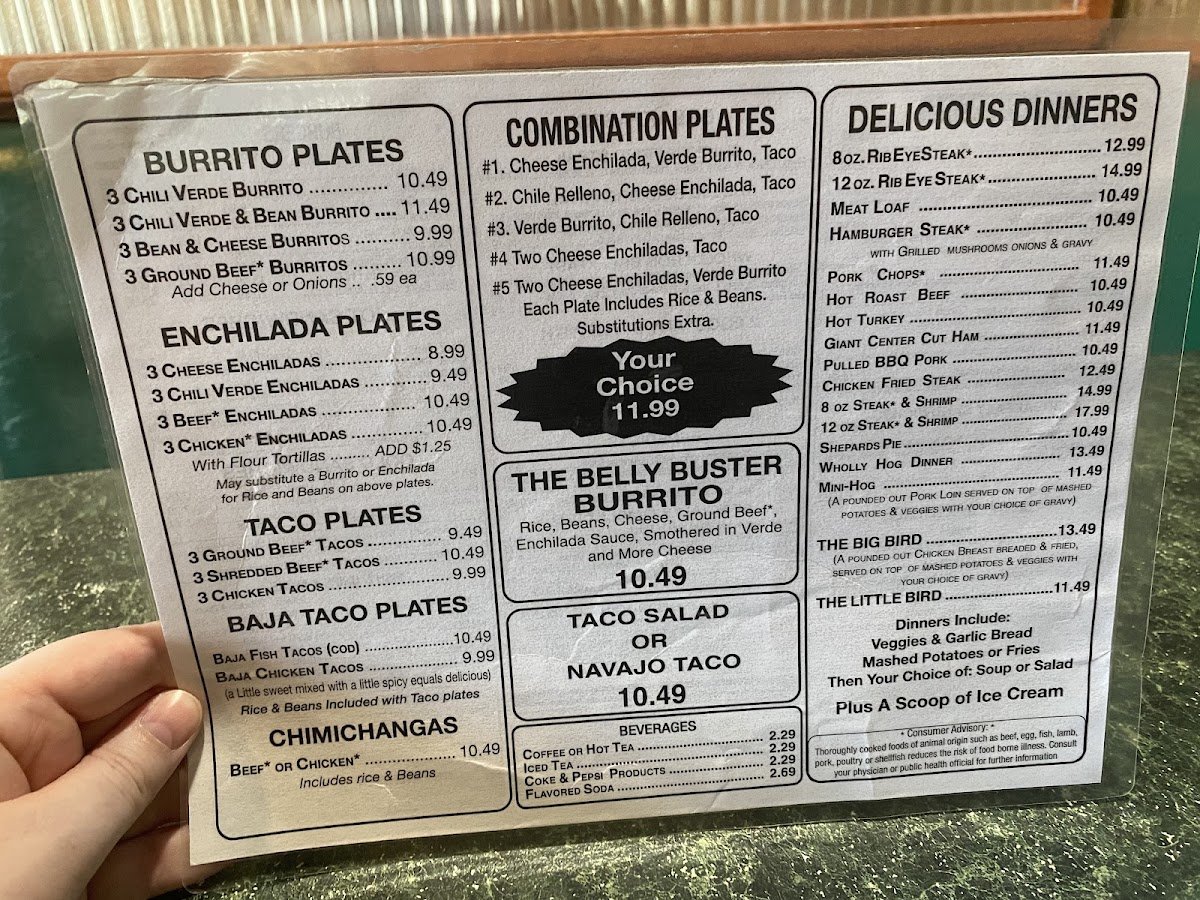 BURRITO PLATES
3 CHILI VERDE BURRITO .............. 10.49
3 CHILI VERDE & BEAN BURRITO .... 11.49
3 BEAN & CHEESE BURRITOS .......... 9.99
3 GROUND BEEF* BURRITOS ......... 10.99
Add Cheese or Onions .. .59 ea
ENCHILADA PLATES
3 CHEESE ENCHILADAS .................. 8.99
3 CHILI VERDE ENCHILADAS ............ 9.49
3 BEEF* ENCHILADAS .................. 10.49
3 CHICKEN* ENCHILADAS .............. 10.49
With Flour Tortillas ......... ADD $1.25
May substitute a Burrito or Enchilada
for Rice and Beans on above plates.
TACO PLATES
3 GROUND BEEF* TACOS ............... 9.49
3 SHREDDED BEEF* TACOS ............ 10.49
3 CHICKEN TACOS ........................ 9.99
BAJA TACO PLATES
BAJA FISH TACOS (COD) .....................10.49
BAJA CHICKEN TACOS ..................... 9.99
(a Little sweet mixed with a little spicy equals delicious)
Rice & Beans Included with Taco plates
CHIMICHANGAS
BEEF* OR CHICKEN* ..................... 10.49
Includes rice & Beans
COMBINATION PLATES
#1. Cheese Enchilada, Verde Burrito, Taco
#2. Chile Relleno, Cheese Enchilada, Taco
#3. Verde Burrito, Chile Relleno, Taco
#4 Two Cheese Enchiladas, Taco
#5 Two Cheese Enchiladas, Verde Burrito
Each Plate Includes Rice & Beans.
Substitutions Extra.
Your
Choice
11.99
THE BELLY BUSTER
BURRITO
Rice, Beans, Cheese, Ground Beef*,
Enchilada Sauce, Smothered in Verde
and More Cheese
10.49
TACO SALAD
OR
NAVAJO TACO
10.49
BEVERAGES
COFFEE OR HOT TEA ........................ 2.29
ICED TEA ........................................ 2.29
COKE & PEPSI PRODUCTS .................. 2.29
FLAVORED SODA .............................. 2.69
DELICIOUS DINNERS
8 OZ. RIB EYE STEAK*........................... 12.99
12 OZ. RIB EYE STEAK*........................ 14.99
MEAT LOAF .................................... 10.49
HAMBURGER STEAK* ........................ 10.49
WITH GRILLED MUSHROOMS ONIONS & GRAVY
PORK CHOPS* .............................. 11.49
HOT ROAST BEEF ........................... 10.49
HOT TURKEY .................................. 10.49
GIANT CENTER CUT HAM .................. 11.49
PULLED BBQ PORK .......................... 10.49
CHICKEN FRIED STEAK .................... 12.49
8 OZ STEAK* & SHRIMP .................... 14.99
12 OZ STEAK* & SHRIMP .................. 17.99
SHEPARDS PIE.................................10.49
WHOLLY HOG DINNER .................... 13.49
MINI-HOG ...................................... 11.49
(A POUNDED OUT PORK LOIN SERVED ON TOP OF MASHED
POTATOES & VEGGIES WITH YOUR CHOICE OF GRAVY)
THE BIG BIRD ..............................13.49
(A POUNDED OUT CHICKEN BREAST BREADED & FRIED,
SERVED ON TOP OF MASHED POTATOES & VEGGIES WITH
YOUR CHOICE OF GRAVY)
THE LITTLE BIRD ........................11.49
Dinners Include:
Veggies & Garlic Bread
Mashed Potatoes or Fries
Then Your Choice of: Soup or Salad
Plus A Scoop of Ice Cream
* Consumer Advisory: *
Thoroughly cooked foods of animal origin such as beef, egg, fish, lamb,
pork, poultry or shellfish reduces the risk of food borne illness. Consult
your physician or public health official for further information